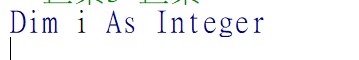 Dim i As Integer